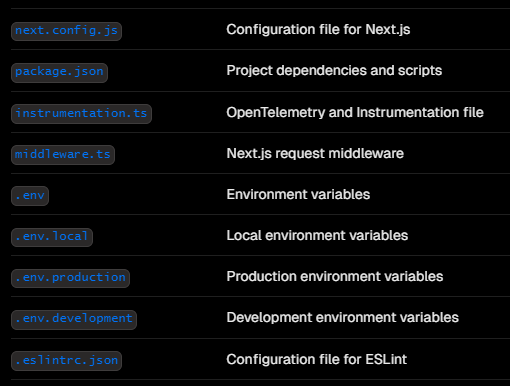 next.config.js Configuration file for Next.js
package.json Project dependencies and scripts
instrumentation.ts OpenTelemetry and Instrumentation file
middleware.ts Next.js request middleware
.env Environment variables
.env.local Local environment variables
.env.production Production environment variables
.env.development Development environment variables
.eslintrc.json Configuration file for ESLint